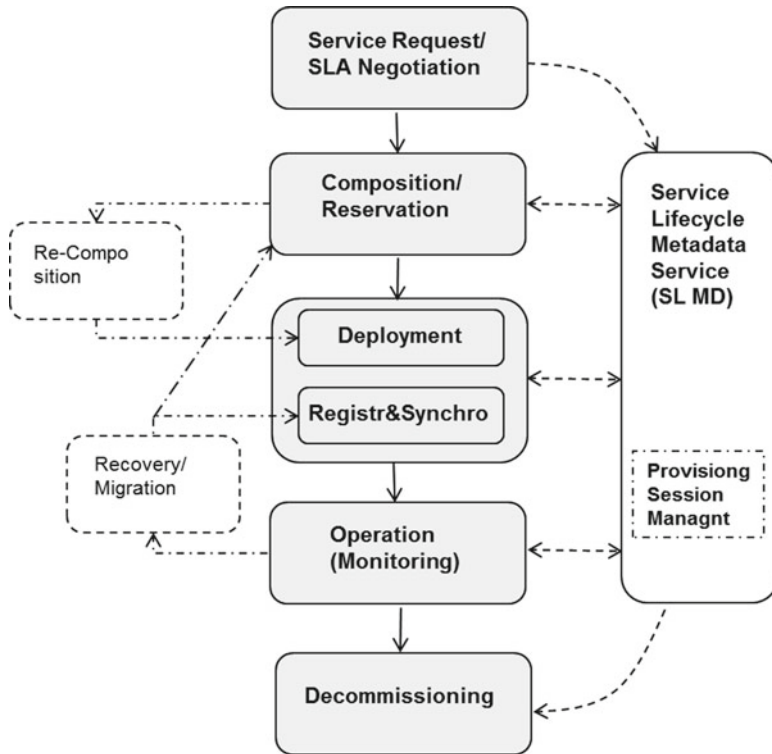 Service Request/
SLA Negotiation
Composition/
Reservation
Re-Compo
sition
Service
Lifecycle
Metadata
Service
(SL MD)
Deployment
Registr&Synchro
Recovery/
Migration
Provisiong
Session
Managnt
Operation
(Monitoring)
Decommissioning